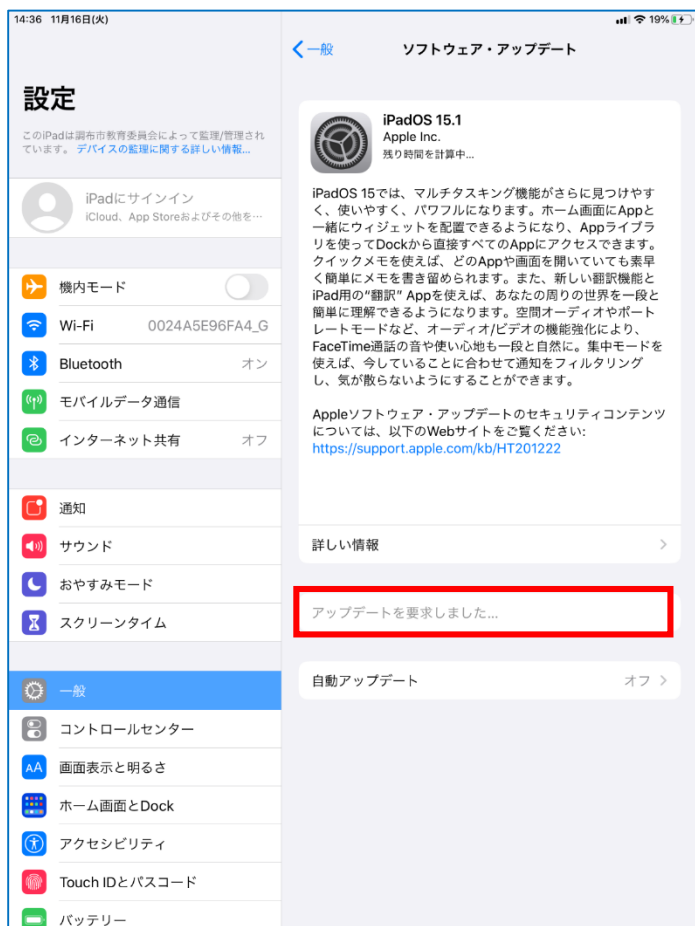 14:36 11月16日(火)
19%
設定
このiPadは調布市教育委員会によって監理/管理され
ています。 デバイスの監理に関する詳しい情報...
iPadにサインイン
iCloud、App Storeおよびその他を…
機内モード
Wi-Fi 0024A5E96FA4_G
Bluetooth オン
モバイルデータ通信
インターネット共有 オフ
通知
サウンド
おやすみモード
スクリーンタイム
一般
コントロールセンター
AA 画面表示と明るさ
ホーム画面とDock
アクセシビリティ
Touch IDとパスコード
バッテリー
一般 ソフトウェア・アップデート
iPadOS 15.1
Apple Inc.
残り時間を計算中...
iPadOS 15では、マルチタスキング機能がさらに見つけやす
く、使いやすく、パワフルになります。ホーム画面にAppと
一緒にウィジェットを配置できるようになり、Appライブラ
リを使ってDockから直接すべてのAppにアクセスできます。
クイックメモを使えば、どのAppや画面を開いていても素早
く簡単にメモを書き留められます。また、新しい翻訳機能と
iPad用の“翻訳” Appを使えば、あなたの周りの世界を一段と
簡単に理解できるようになります。空間オーディオやポート
レートモードなど、オーディオ/ビデオの機能強化により、
FaceTime通話の音や使い心地も一段と自然に。集中モードを
使えば、今していることに合わせて通知をフィルタリング
し、気が散らないようにすることができます。
Appleソフトウェア・アップデートのセキュリティコンテンツ
については、以下のWebサイトをご覧ください:
https://support.apple.com/kb/HT201222
詳しい情報
アップデートを要求しました...
自動アップデート オフ